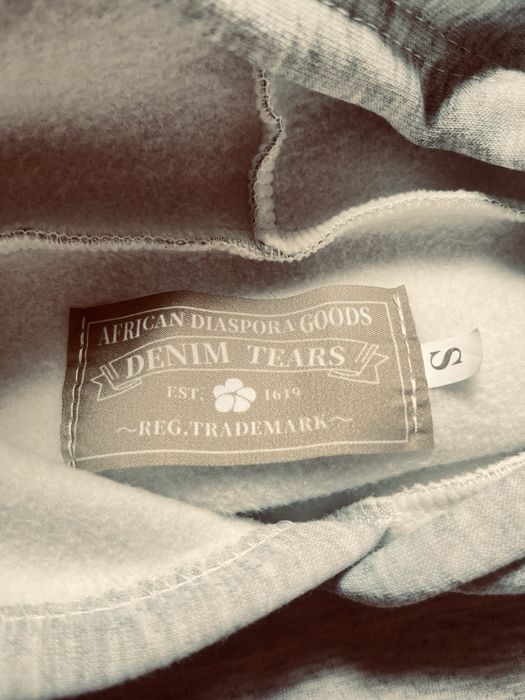 AFRICAN DIASPORA GOODS
DENIM TEARS
EST. 1619
~REG.TRADEMARK~
S